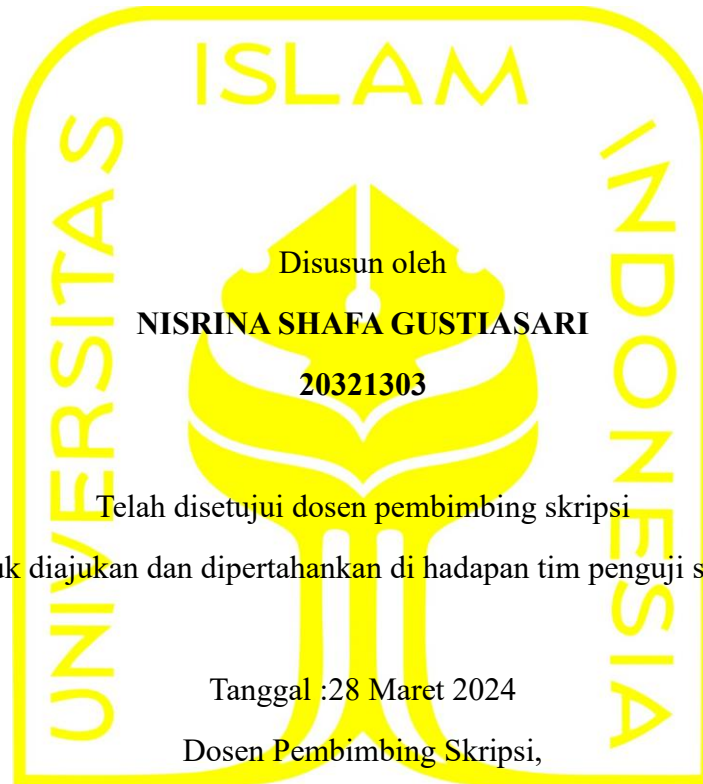 ISLAM
UNIVERSITAS
INDONESIA
Disusun oleh
NISRINA SHAFA GUSTIASARI
20321303
Telah disetujui dosen pembimbing skripsi
diajukan dan dipertahankan di hadapan tim penguji
Tanggal :28 Maret 2024
Dosen Pembimbing Skripsi,